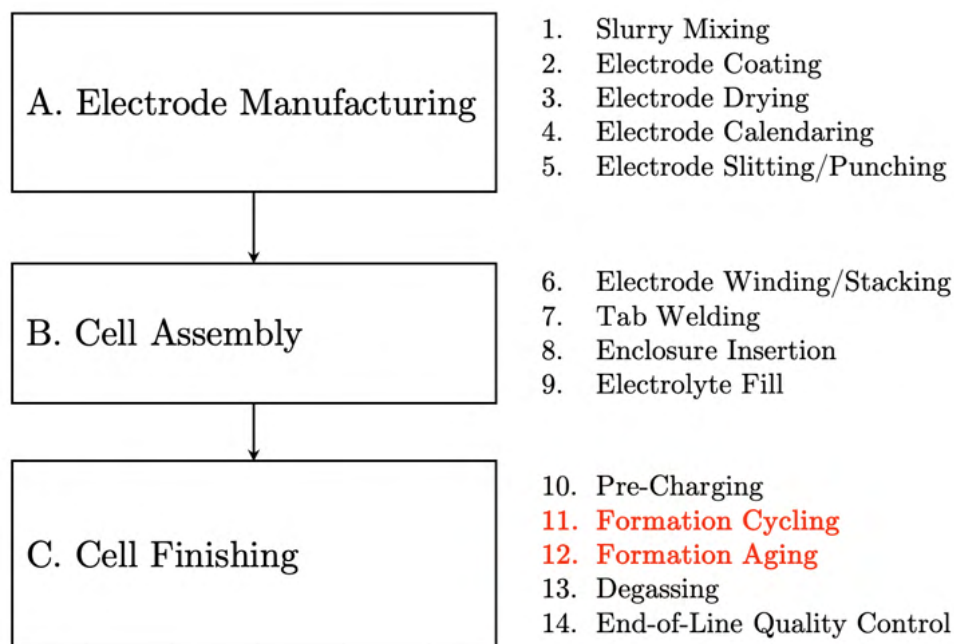 A. Electrode Manufacturing
1. Slurry Mixing
2. Electrode Coating
3. Electrode Drying
4. Electrode Calendaring
5. Electrode Slitting/Punching
B. Cell Assembly
6. Electrode Winding/Stacking
7. Tab Welding
8. Enclosure Insertion
9. Electrolyte Fill
C. Cell Finishing
10. Pre-Charging
11. Formation Cycling
12. Formation Aging
13. Degassing
14. End-of-Line Quality Control